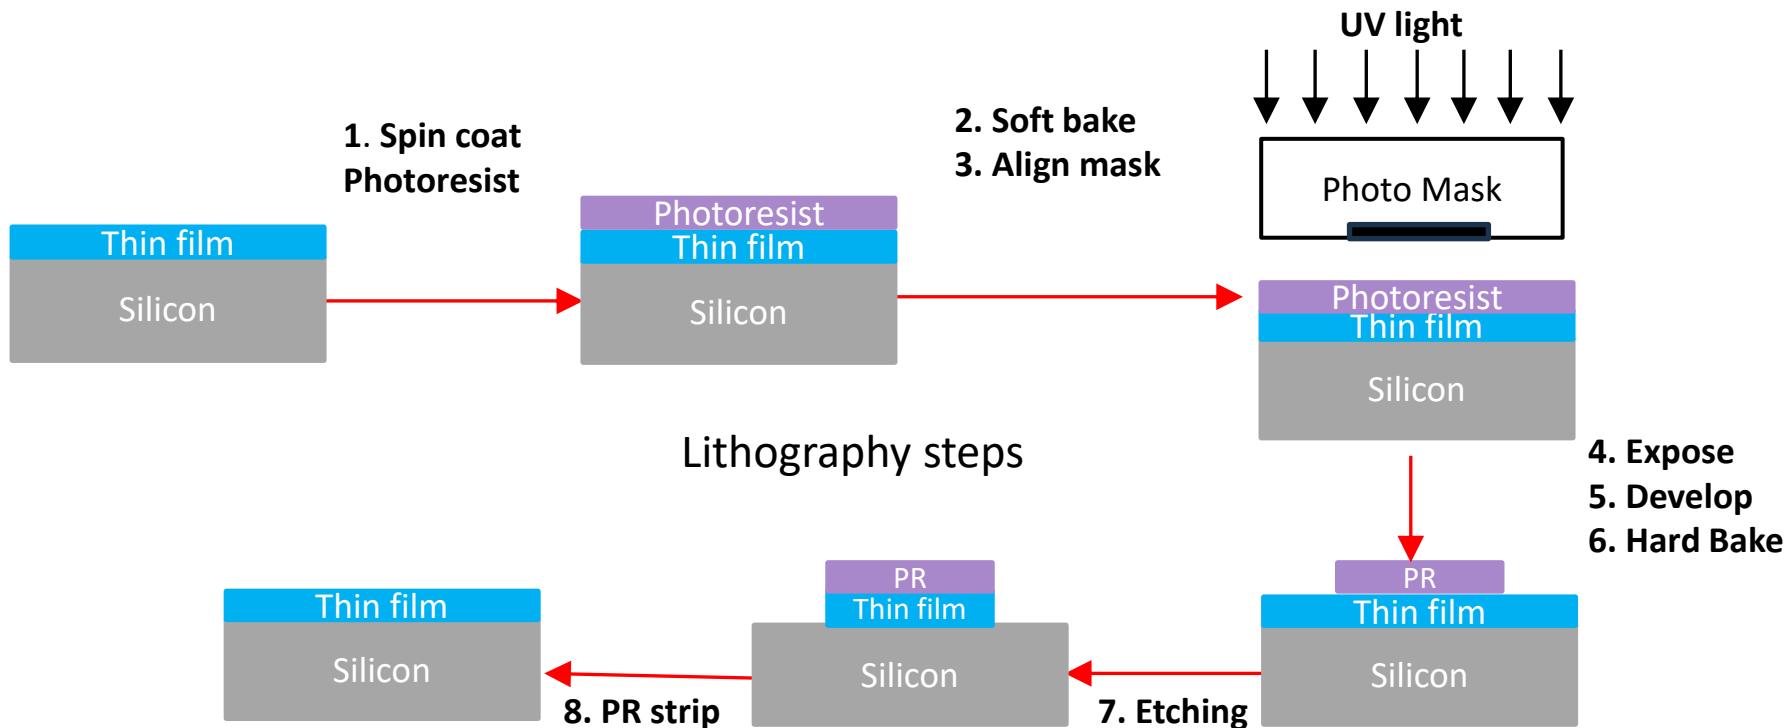 UV light
1. Spin coat
Photoresist
2. Soft bake
3. Align mask
Photo Mask
Thin film
Silicon
Photoresist
Thin film
Silicon
Photoresist
Thin film
Silicon
Lithography steps
4. Expose
5. Develop
6. Hard Bake
PR
Thin film
Silicon
7. Etching
PR
Thin film
Silicon
8. PR strip
Thin film
Silicon